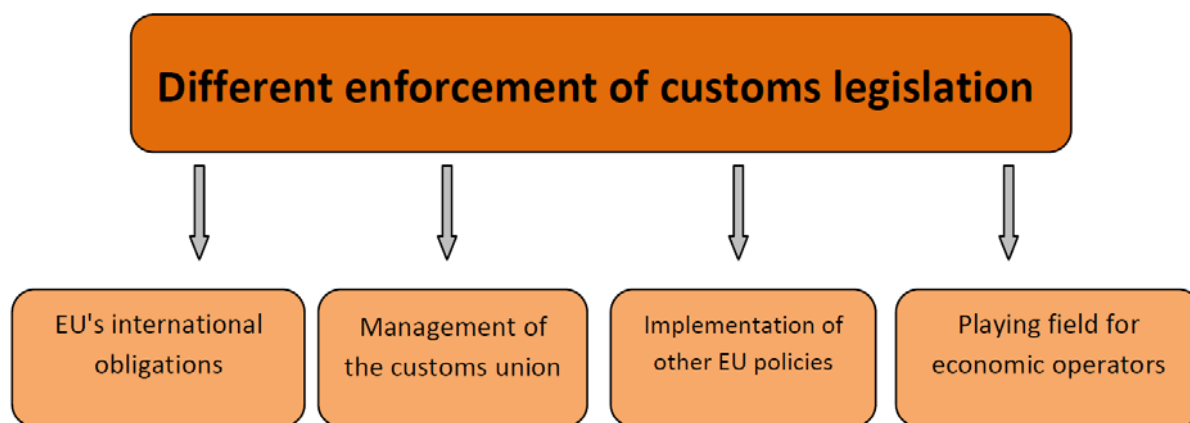 Different enforcement of customs legislation
EU's international
obligations
Management of
the customs union
Implementation of
other EU policies
Playing field for
economic operators